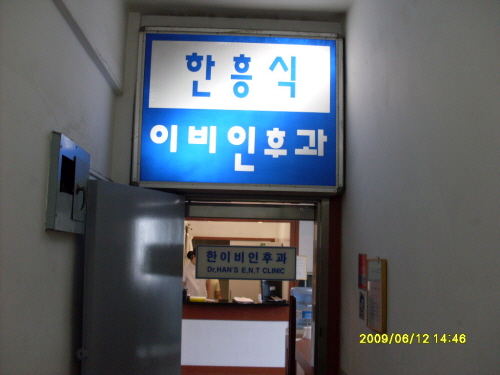 한흥식
이비인후과
한이비인후과
Dr.HAN'S E.N.T CLINIC
2009/06/12 14:46